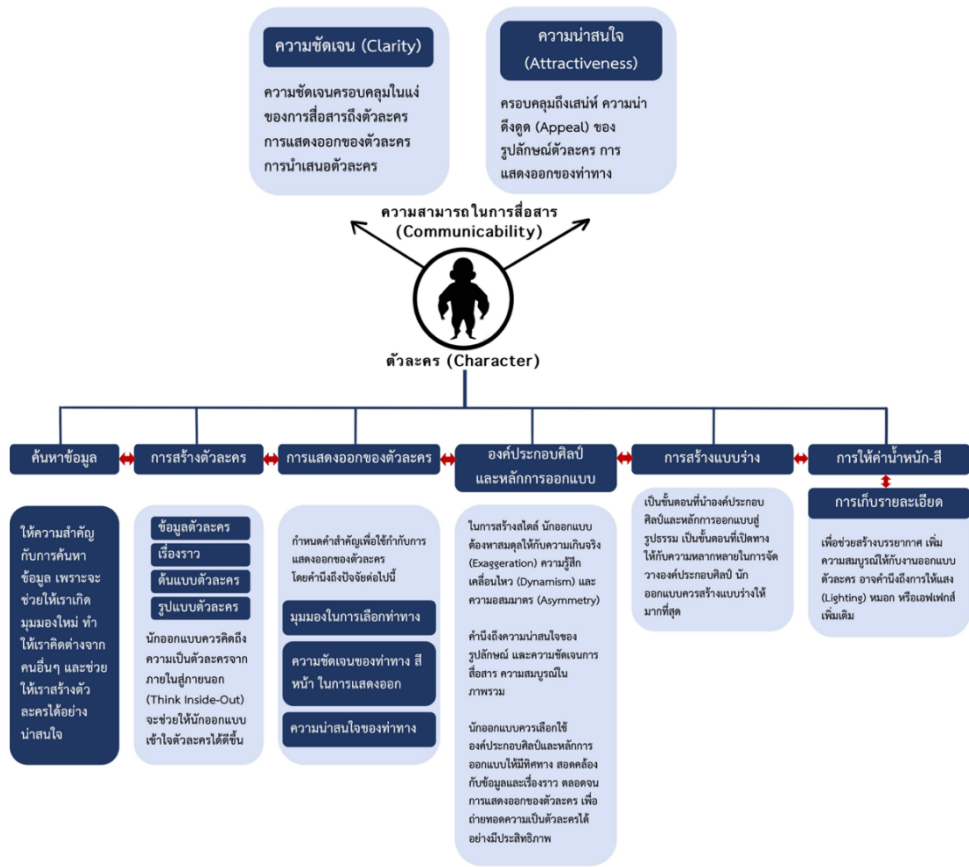 ความชัดเจน (Clarity)
ความชัดเจนครอบคลุมในแง่
ของการสื่อสารถึงตัวละคร
การแสดงออกของตัวละคร
การนำเสนอตัวละคร
ความน่าสนใจ
(Attractiveness)
ครอบคลุมถึงเสน่ห์ ความน่า
ดึงดูด (Appeal) ของ
รูปลักษณ์ตัวละคร การ
แสดงออกของท่าทาง
ความสามารถในการสื่อสาร
(Communicability)
ตัวละคร (Character)
ค้นหาข้อมูล
ให้ความสำคัญ
กับการค้นหา
ข้อมูล เพราะจะ
ช่วยให้เราเกิด
มุมมองใหม่ ทำ
ให้เราคิดต่างจาก
คนอื่นๆ และช่วย
ให้เราสร้างตัว
ละครได้อย่าง
น่าสนใจ
การสร้างตัวละคร
ข้อมูลตัวละคร
เรื่องราว
ต้นแบบตัวละคร
รูปแบบตัวละคร
นักออกแบบควรคิดถึง
ความเป็นตัวละครจาก
ภายในสู่ภายนอก
(Think Inside-Out)
จะช่วยให้นักออกแบบ
เข้าใจตัวละครได้ดีขึ้น
การแสดงออกของตัวละคร
กำหนดคำสำคัญเพื่อใช้กำกับการ
แสดงออกของตัวละคร
โดยคำนึงถึงปัจจัยต่อไปนี้
มุมมองในการเลือกท่าทาง
ความชัดเจนของท่าทาง สี
หน้า ในการแสดงออก
ความน่าสนใจของท่าทาง
องค์ประกอบศิลป์
และหลักการออกแบบ
ในการสร้างสไตล์ นักออกแบบ
ต้องหาสมดุลให้กับความเกินจริง
(Exaggeration) ความรู้สึก
เคลื่อนไหว (Dynamism) และ
ความอสมมาตร (Asymmetry)
คำนึงถึงความน่าสนใจของ
รูปลักษณ์ และความชัดเจนการ
สื่อสาร ความสมบูรณ์ใน
ภาพรวม
นักออกแบบควรเลือกใช้
องค์ประกอบศิลป์และหลักการ
ออกแบบให้มีทิศทาง สอดคล้อง
กับข้อมูลและเรื่องราว ตลอดจน
การแสดงออกของตัวละคร เพื่อ
ถ่ายทอดความเป็นตัวละครได้
อย่างมีประสิทธิภาพ
การสร้างแบบร่าง
เป็นขั้นตอนที่นำองค์ประกอบ
ศิลป์และหลักการออกแบบสู่
รูปธรรม เป็นขั้นตอนที่เปิดทาง
ให้กับความหลากหลายในการจัด
วางองค์ประกอบศิลป์ นัก
ออกแบบควรสร้างแบบร่างให้
มากที่สุด
การให้ค่าน้ำหนัก-สี
การเก็บรายละเอียด
เพื่อช่วยสร้างบรรยากาศ เพิ่ม
ความสมบูรณ์ให้กับงานออกแบบ
ตัวละคร อาจคำนึงถึงการให้แสง
(Lighting) หมอก หรือเอฟเฟกส์
เพิ่มเติม